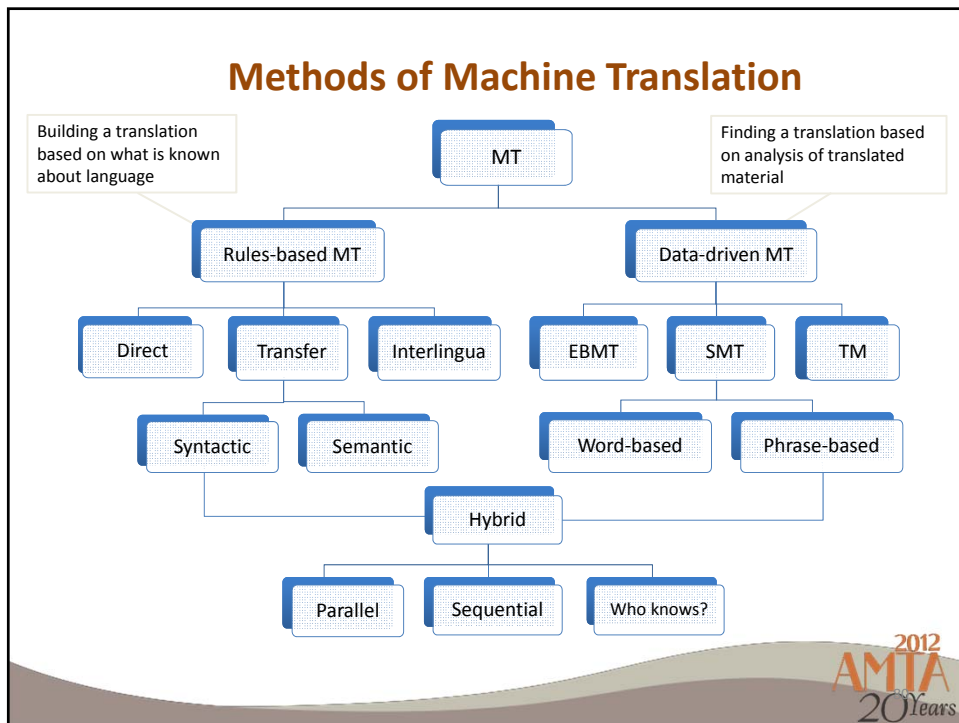 Methods of Machine Translation
Building a translation
based on what is known
about language
MT
Finding a translation based
on analysis of translated
material
Rules-based MT
Data-driven MT
Direct
Transfer
Interlingua
EBMT
SMT
TM
Syntactic
Semantic
Word-based
Phrase-based
Hybrid
Parallel
Sequential
Who knows?
2012
AMTA
20 Years